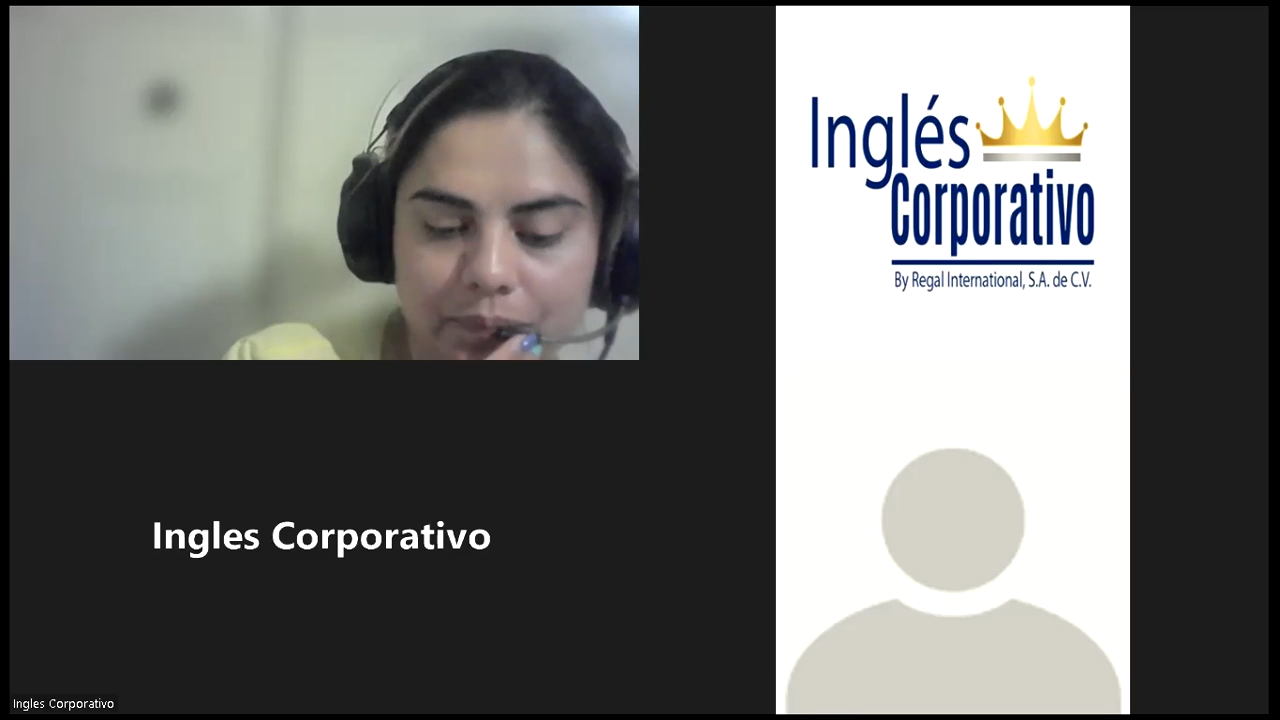 Inglés
Corporativo
By Regal International, S.A. de C.V.
Ingles Corporativo
Ingles Corporativo